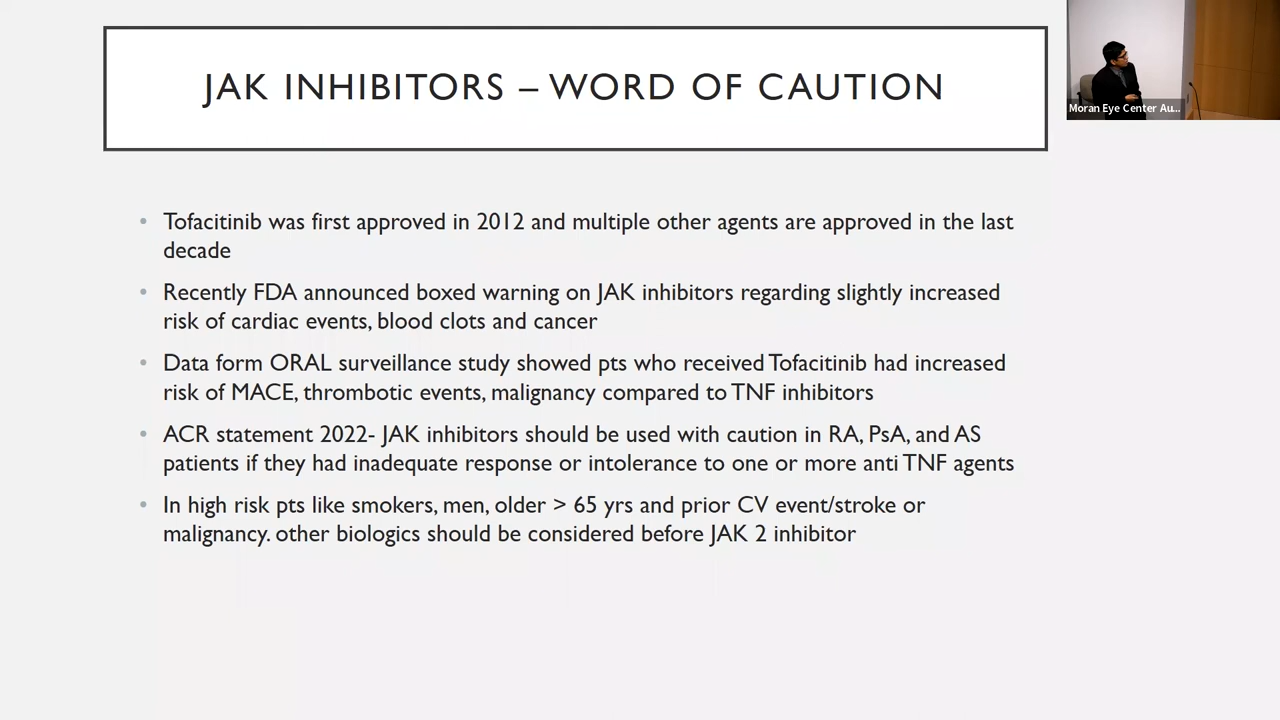 JAK INHIBITORS – WORD OF CAUTION
Moran Eye Center Au...
• Tofacitinib was first approved in 2012 and multiple other agents are approved in the last
decade
• Recently FDA announced boxed warning on JAK inhibitors regarding slightly increased
risk of cardiac events, blood clots and cancer
• Data form ORAL surveillance study showed pts who received Tofacitinib had increased
risk of MACE, thrombotic events, malignancy compared to TNF inhibitors
• ACR statement 2022- JAK inhibitors should be used with caution in RA, PsA, and AS
patients if they had inadequate response or intolerance to one or more anti TNF agents
• In high risk pts like smokers, men, older > 65 yrs and prior CV event/stroke or
malignancy. other biologics should be considered before JAK 2 inhibitor